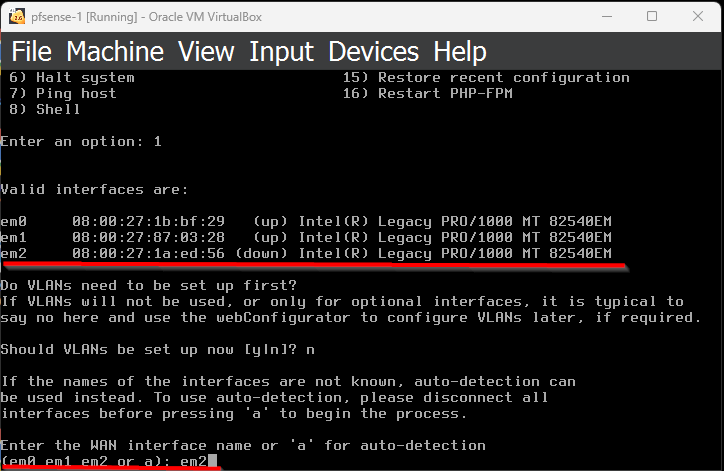 pfsense-1 [Running] - Oracle VM VirtualBox
File Machine View Input Devices Help
6) Halt system 15) Restore recent configuration
7) Ping host 16) Restart PHP-FPM
8) Shell
Enter an option: 1
Valid interfaces are:
em0 08:00:27:1b:bf:29 (up) Intel(R) Legacy PRO/1000 MT 82540EM
em1 08:00:27:87:03:28 (up) Intel(R) Legacy PRO/1000 MT 82540EM
em2 08:00:27:1a:ed:56 (down) Intel(R) Legacy PRO/1000 MT 82540EM
Do VLANs need to be set up first?
If VLANs will not be used, or only for optional interfaces, it is typical to
say no here and use the webConfigurator to configure VLANs later, if required.
Should VLANs be set up now [y|n]? n
If the names of the interfaces are not known, auto-detection can
be used instead. To use auto-detection, please disconnect all
interfaces before pressing 'a' to begin the process.
Enter the WAN interface name or 'a' for auto-detection
(em0 em1 em2 or a): em2